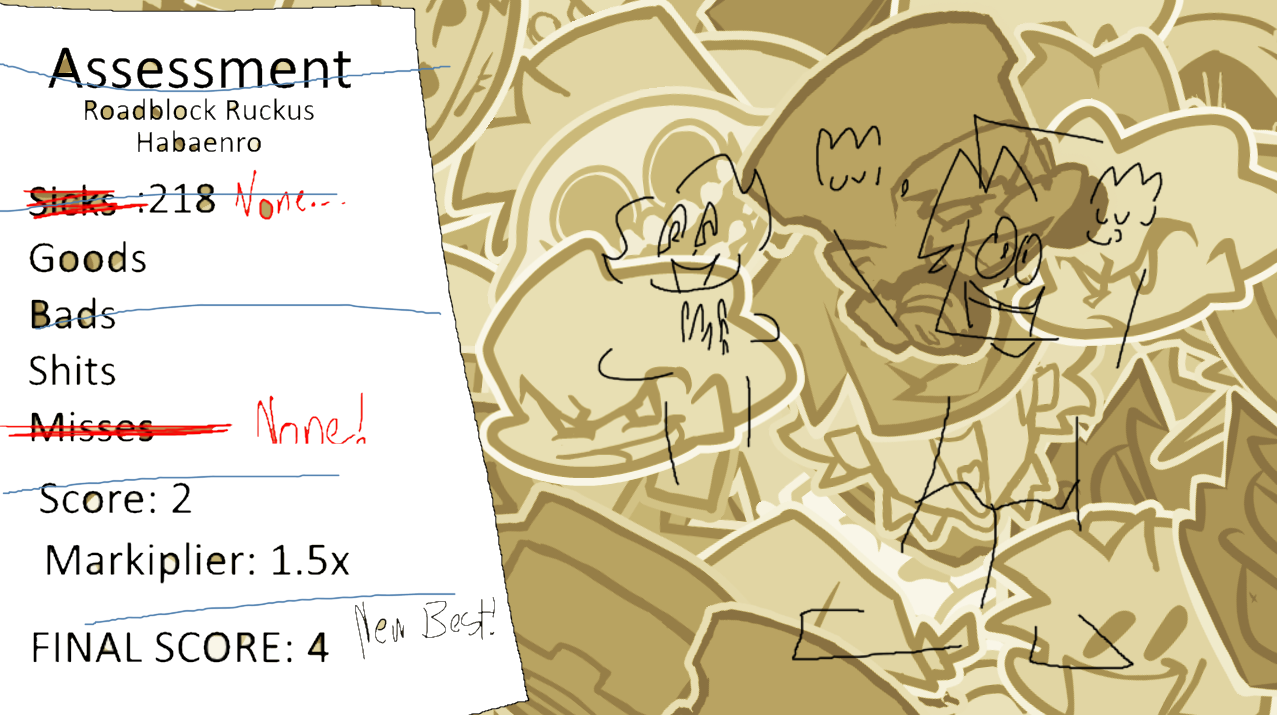 Assessment
Roadblock Ruckus
Habaenro
Sicks :218 None...
Goods
Bads
Shits
Misses None!
Score: 2
Markiplier: 1.5x
FINAL SCORE: 4 New Best!